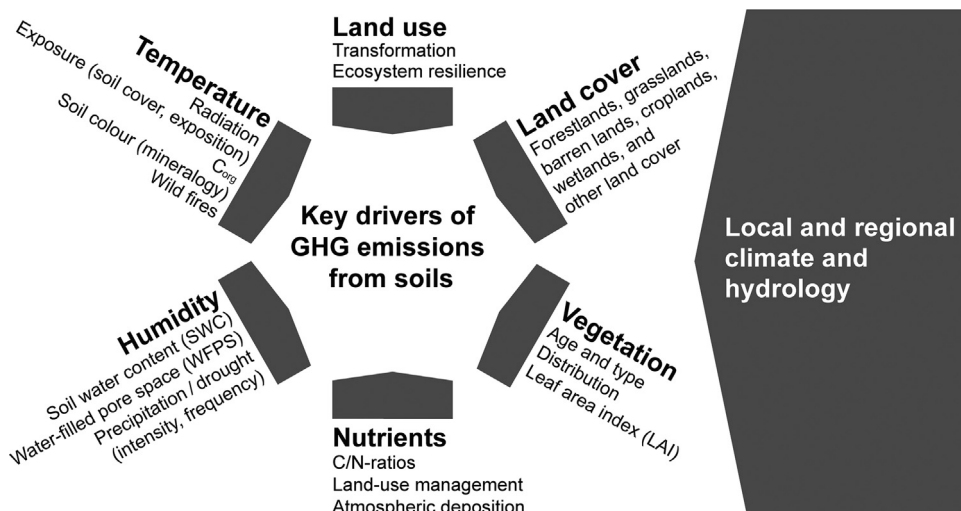 Land use
Transformation
Ecosystem resilience
Temperature
Radiation
Exposure (soil cover, exposition)
C_org
Soil colour (mineralogy)
Wild fires
Land cover
Forestlands, grasslands,
barren lands, croplands,
wetlands, and
other land cover
Key drivers of
GHG emissions
from soils
Local and regional
climate and
hydrology
Humidity
Soil water content (SWC)
Water-filled pore space (WFPS)
Precipitation / drought
(intensity, frequency)
Vegetation
Age and type
Distribution
Leaf area index (LAI)
Nutrients
C/N-ratios
Land-use management
Atmospheric deposition